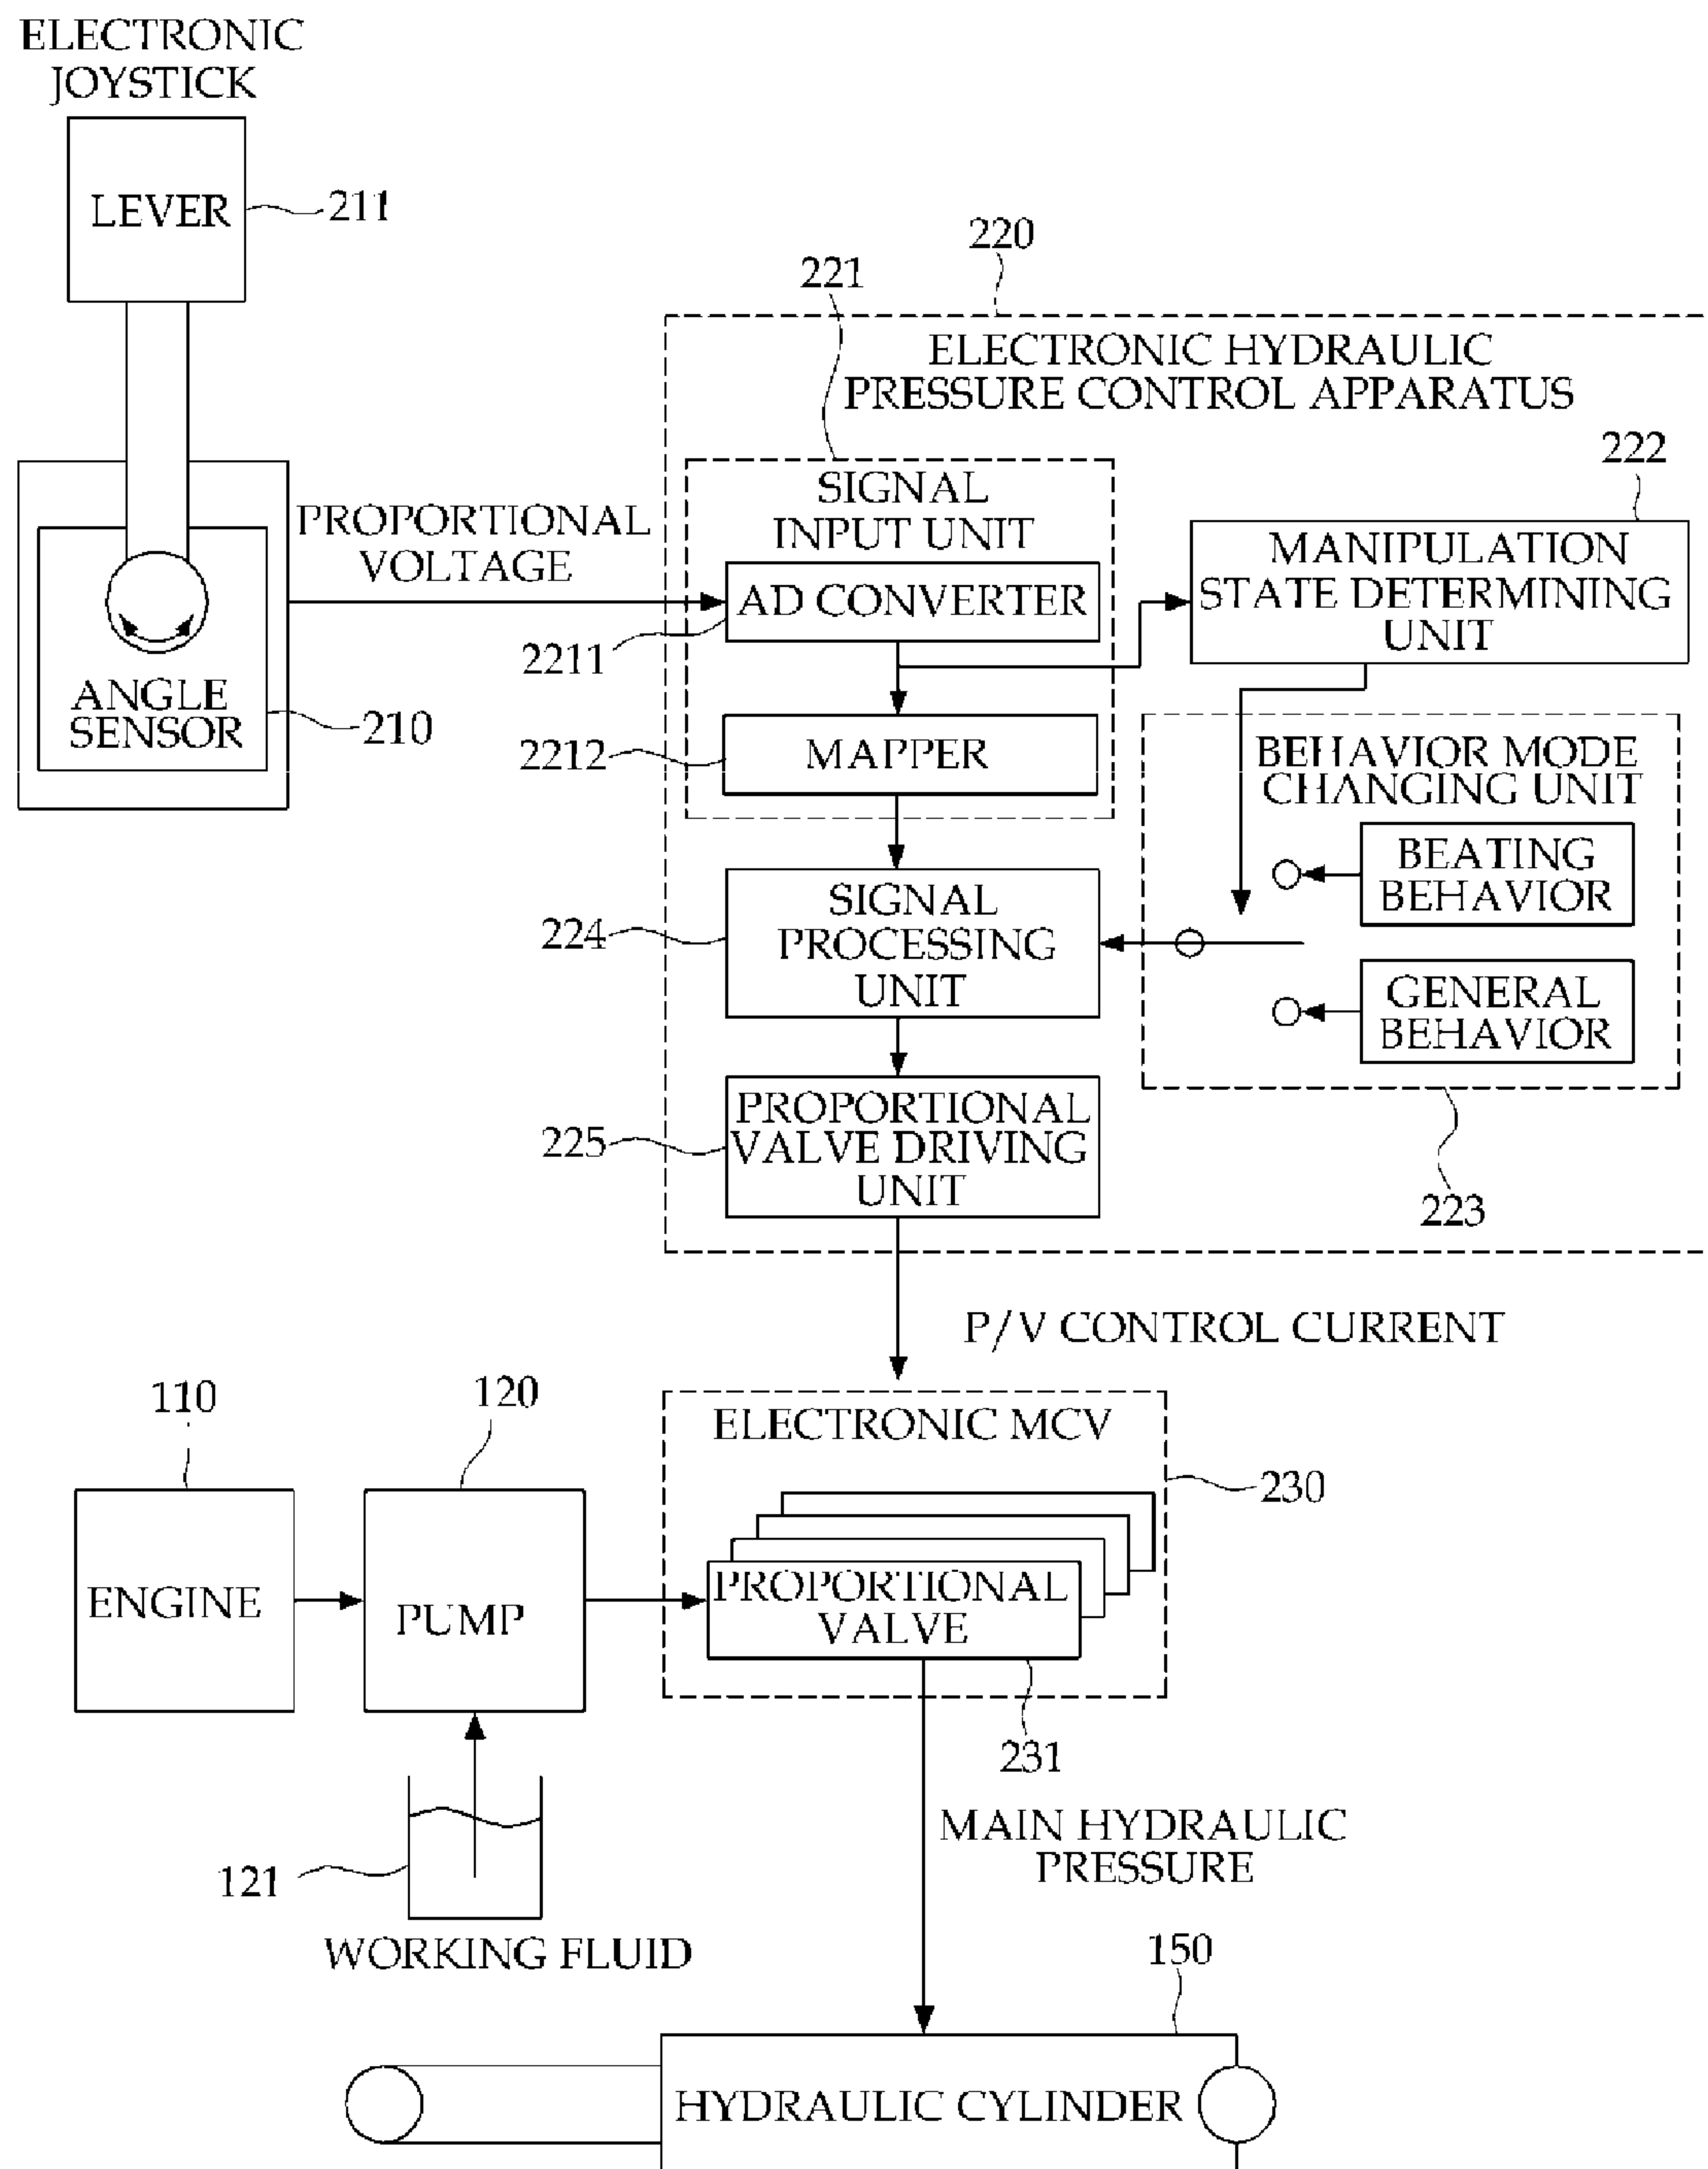 ELECTRONIC
JOYSTICK
LEVER
211
220
221
ELECTRONIC HYDRAULIC
PRESSURE CONTROL APPARATUS
222
SIGNAL
INPUT UNIT
PROPORTIONAL
VOLTAGE
AD CONVERTER
2211
MANIPULATION
STATE DETERMINING
UNIT
ANGLE
SENSOR
210
2212
MAPPER
BEHAVIOR MODE
CHANGING UNIT
BEATING
BEHAVIOR
224
SIGNAL
PROCESSING
UNIT
GENERAL
BEHAVIOR
225
PROPORTIONAL
VALVE DRIVING
UNIT
223
P/V CONTROL CURRENT
110
120
ELECTRONIC MCV
230
ENGINE
PUMP
PROPORTIONAL
VALVE
231
MAIN HYDRAULIC
PRESSURE
121
WORKING FLUID
150
HYDRAULIC CYLINDER